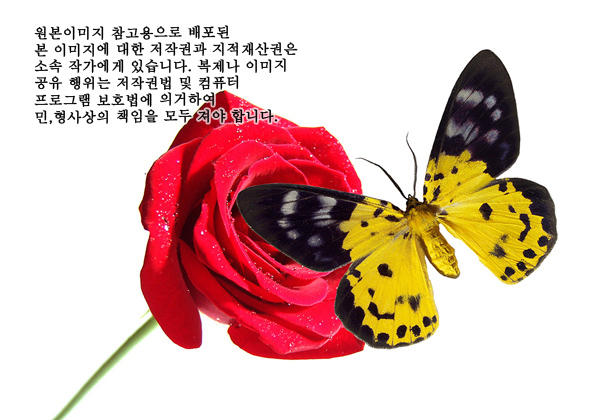 원본이미지 참고용으로 배포된
본 이미지에 대한 저작권과 지적재산권은
소속 작가에게 있습니다. 복제나 이미지
공유 행위는 저작권법 및 컴퓨터
프로그램 보호법에 의거하여
민,형사상의 책임을 모두 져야 합니다.